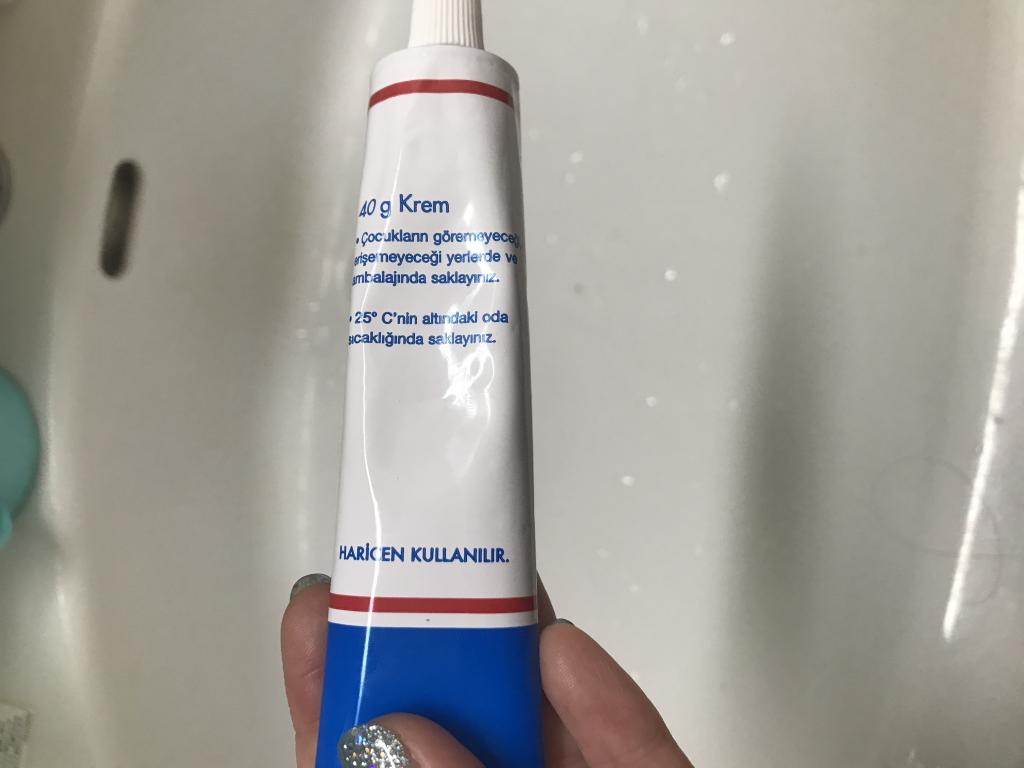 40 g Krem
• Çocukların göremeyeceği,
erişemeyeceği yerlerde ve
ambalajında saklayınız.
• 25° C'nin altındaki oda
sıcaklığında saklayınız.
HARİCEN KULLANILIR.